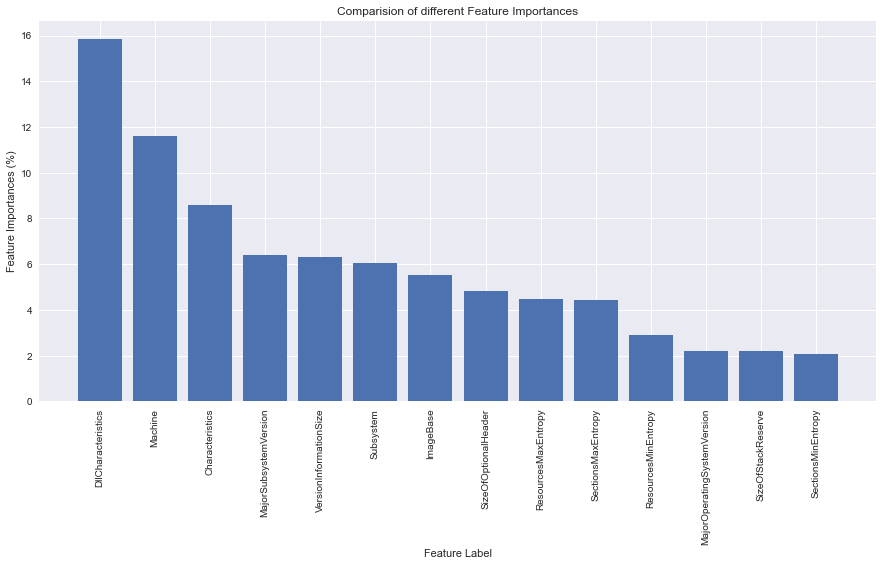 Comparision of different Feature Importances
16
14
12
10
8
6
4
2
0
Feature Importances (%)
DllCharacteristics
Machine
Characteristics
MajorSubsystemVersion
VersionInformationSize
Subsystem
ImageBase
SizeOfOptionalHeader
ResourcesMaxEntropy
SectionsMaxEntropy
ResourcesMinEntropy
MajorOperatingSystemVersion
SizeOfStackReserve
SectionsMinEntropy
Feature Label